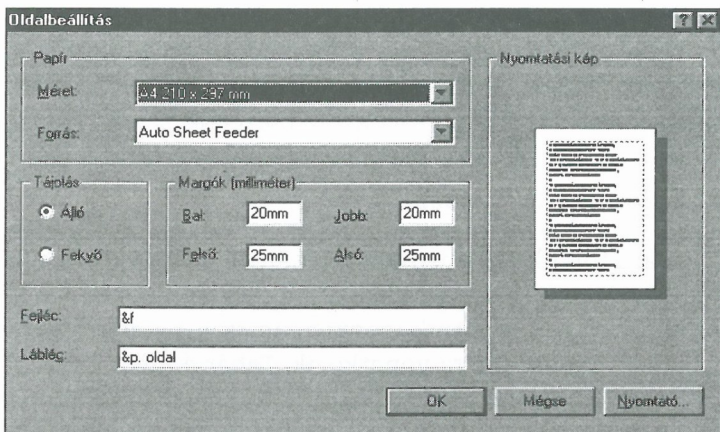 Oldalbeállítás
Papír
Méret: A4 210 x 297 mm
Forrás: Auto Sheet Feeder
Tájolás
Álló
Fekvő
Margók (milliméter)
Bal: 20mm Jobb: 20mm
Felső: 25mm Alsó: 25mm
Fejléc: &f
Lábléc: &p. oldal
Nyomtatási kép
OK Mégse Nyomtató...